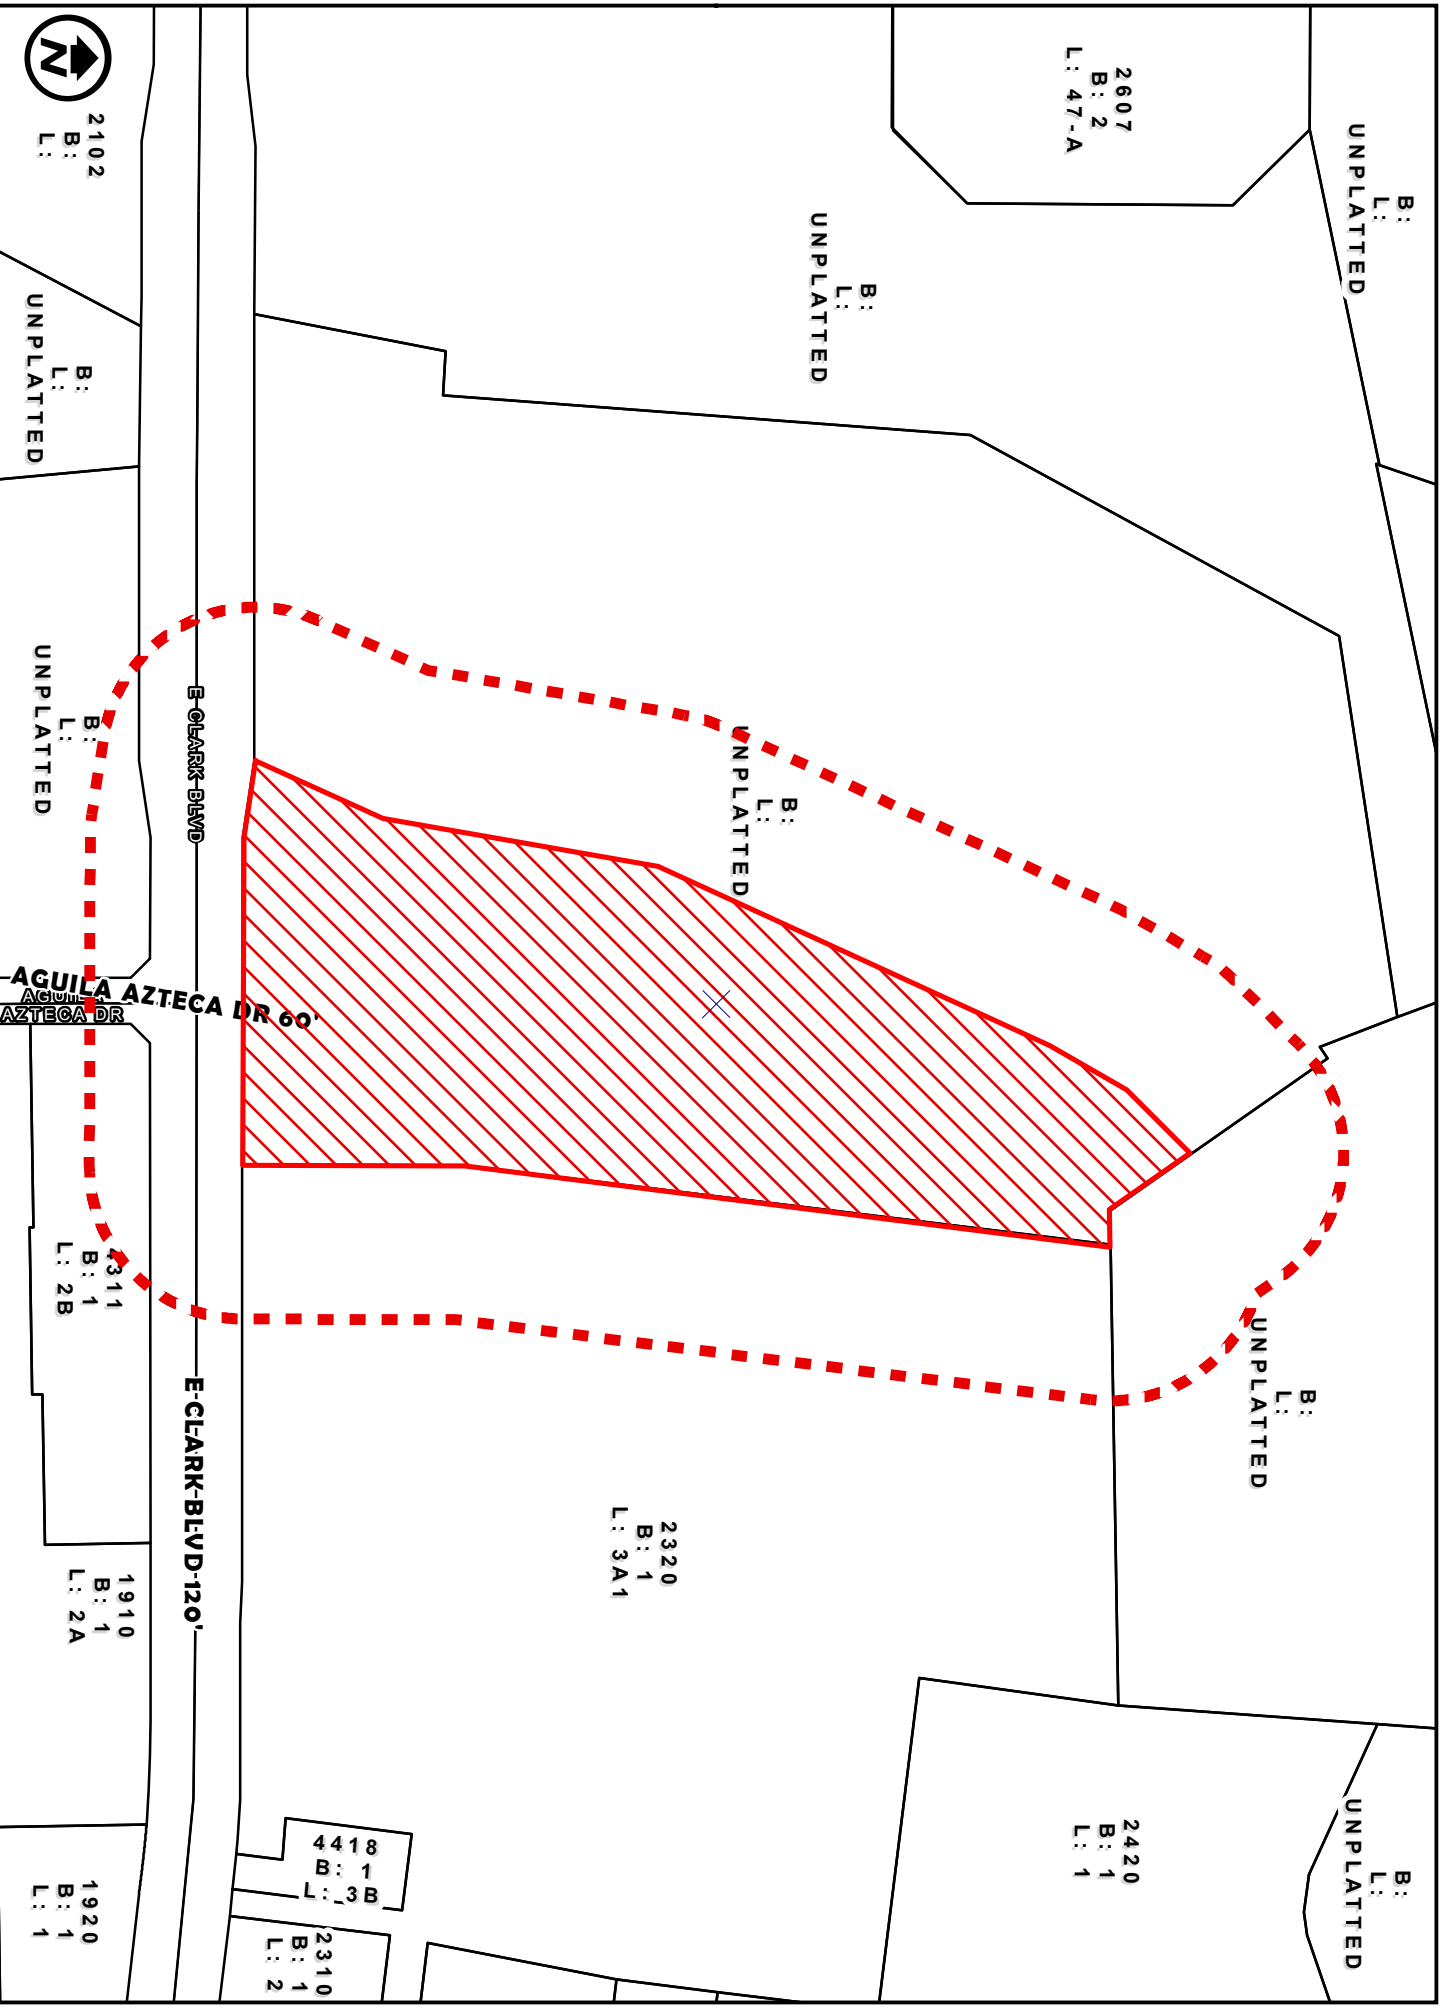 N
2102
B:
L:
B:
L:
UNPLATTED
B:
L:
UNPLATTED
2607
B: 2
L: 47-A
B:
L:
UNPLATTED
B:
L:
UNPLATTED
B:
L:
UNPLATTED
E CLARK BLVD
AGUILA AZTECA DR 60'
AGUILA
AZTECA DR
4311
B: 1
L: 2B
E-CLARK-BLVD-120'
1910
B: 1
L: 2A
2320
B: 1
L: 3A1
B:
L:
UNPLATTED
1920
B: 1
L: 1
4418
B: 1
L: 3B
2310
B: 1
L: 2
2420
B: 1
L: 1
B:
L:
UNPLATTED